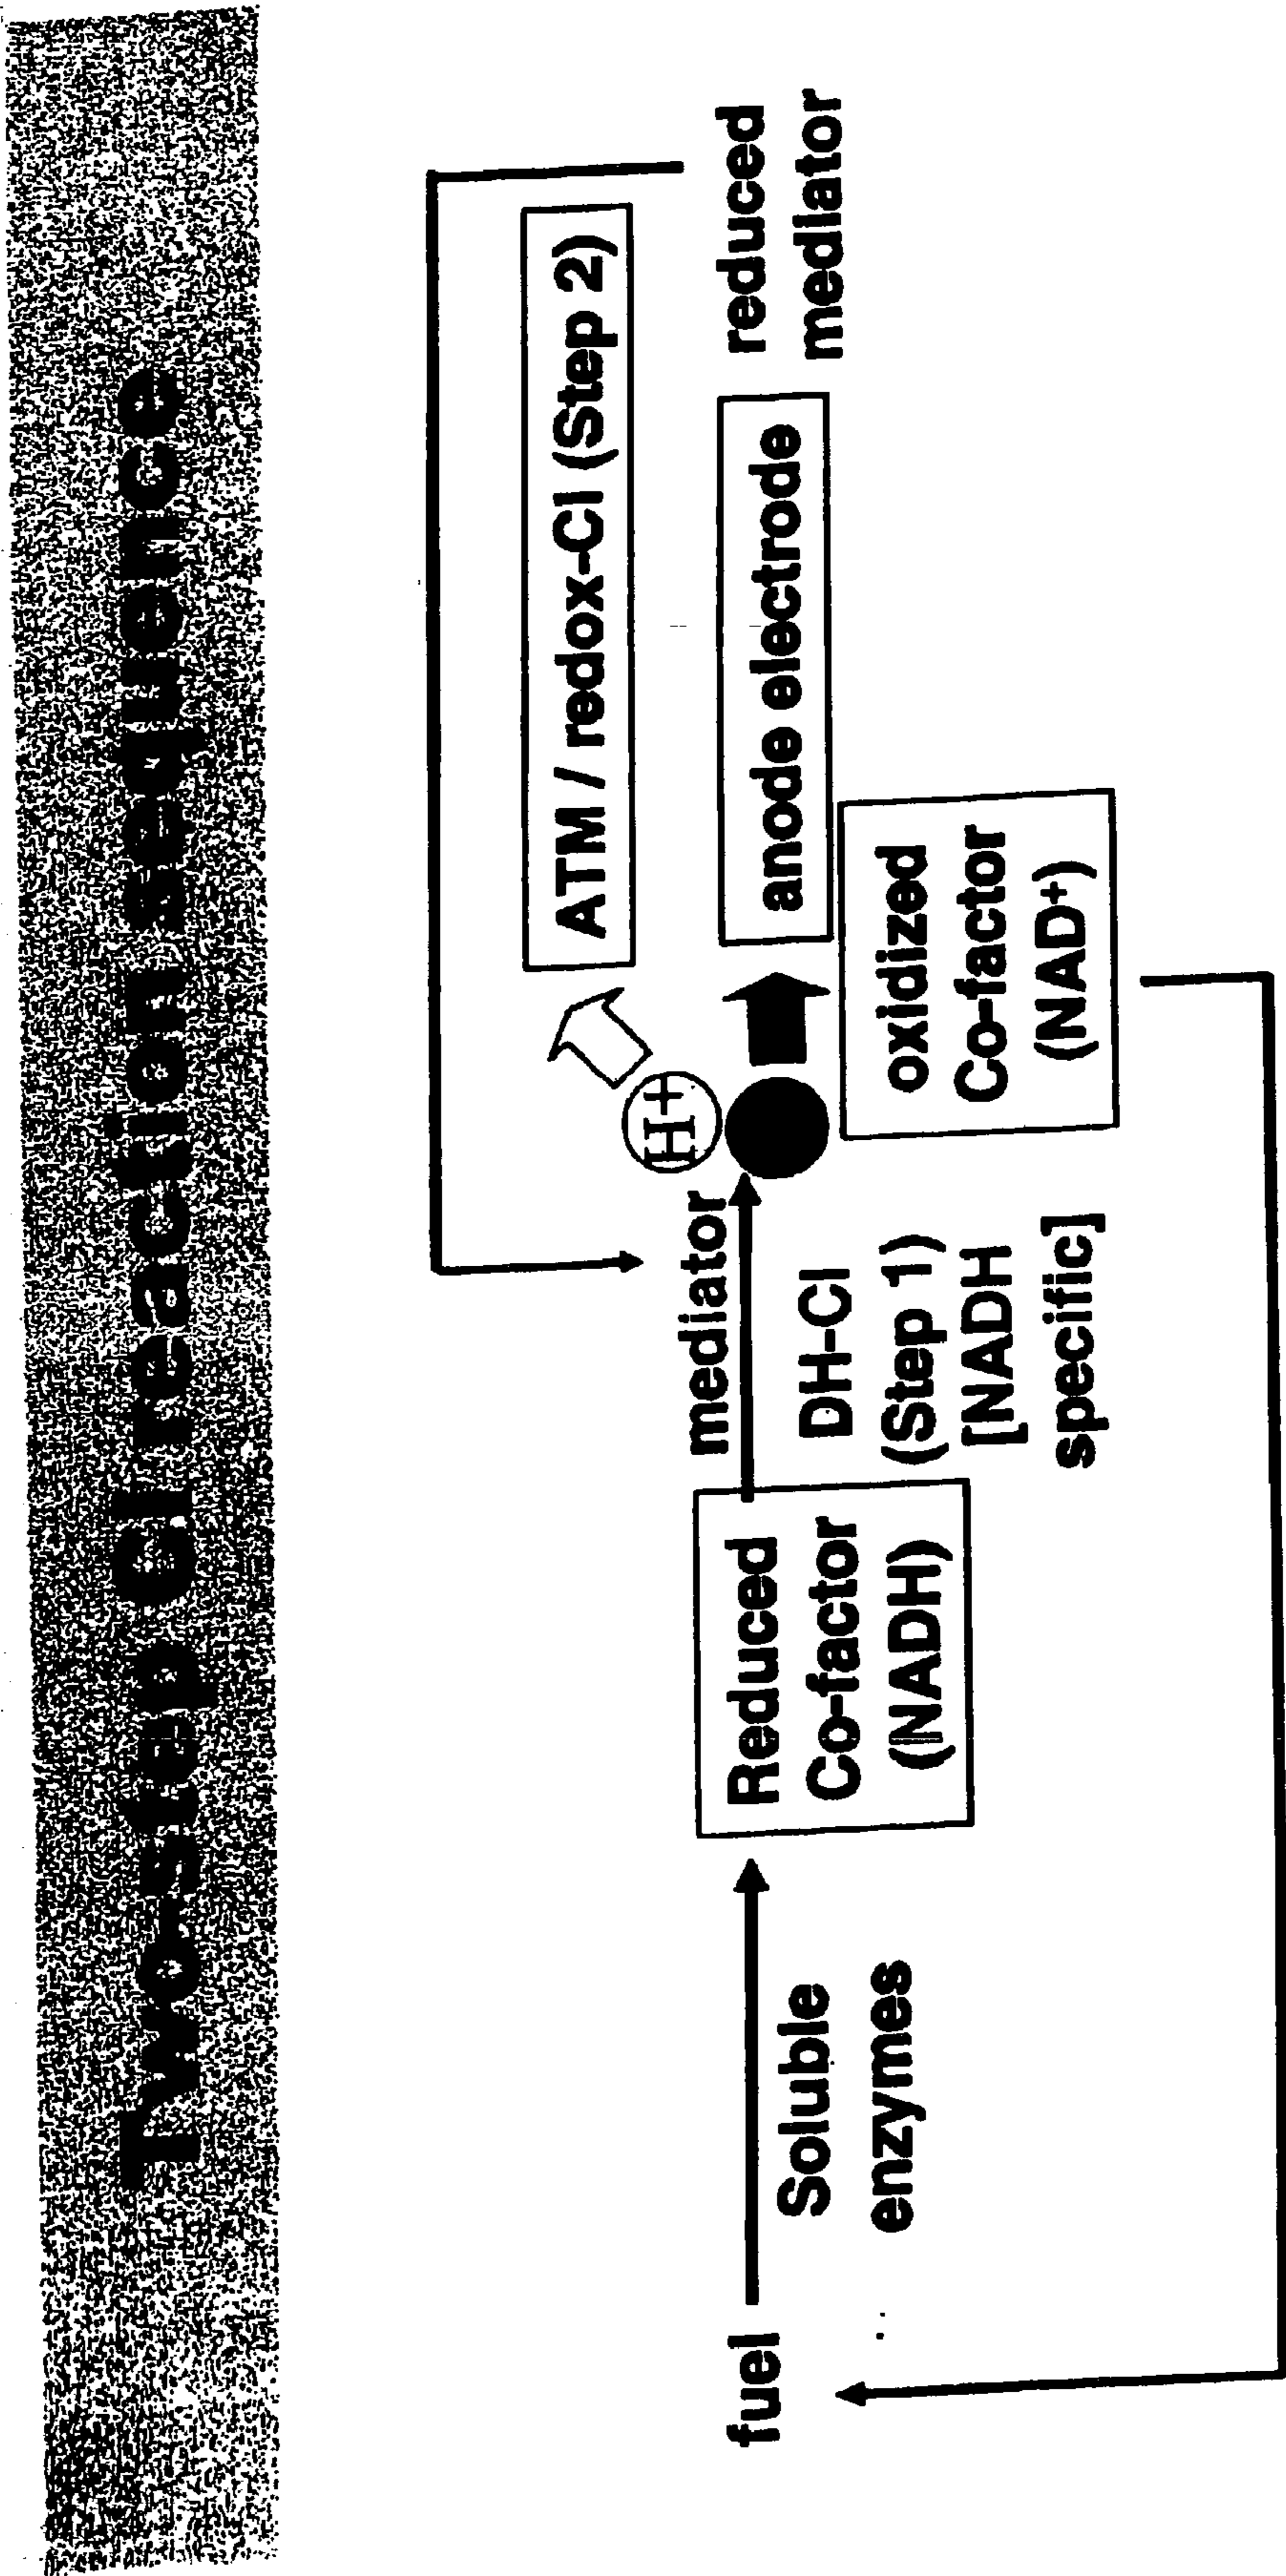 Two-step CI reaction sequence
ATM / redox-CI (Step 2)
H+
mediator
anode electrode
reduced
mediator
fuel
Soluble
enzymes
Reduced
Co-factor
(NADH)
DH-CI
(Step 1)
[NADH
specific]
oxidized
Co-factor
(NAD+)